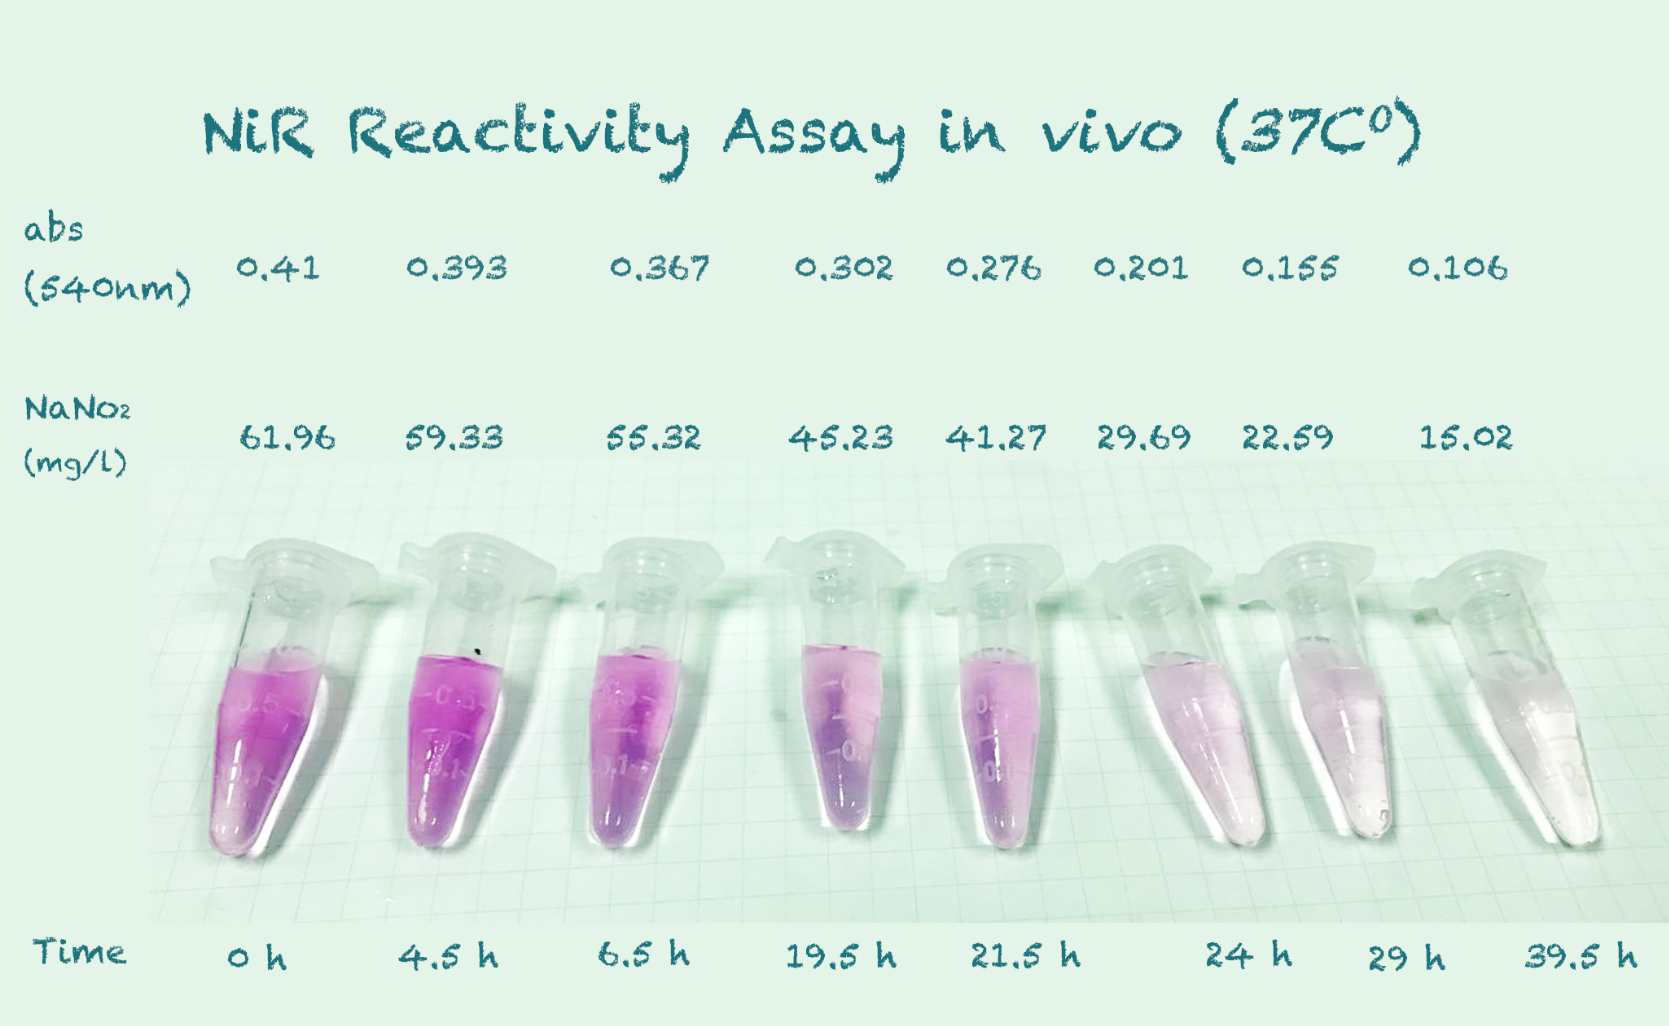 NiR Reactivity Assay in vivo (37C⁰)
abs
(540nm) 0.41 0.393 0.367 0.302 0.276 0.201 0.155 0.106
NaNo₂
(mg/l) 61.96 59.33 55.32 45.23 41.27 29.69 22.59 15.02
Time 0 h 4.5 h 6.5 h 19.5 h 21.5 h 24 h 29 h 39.5 h